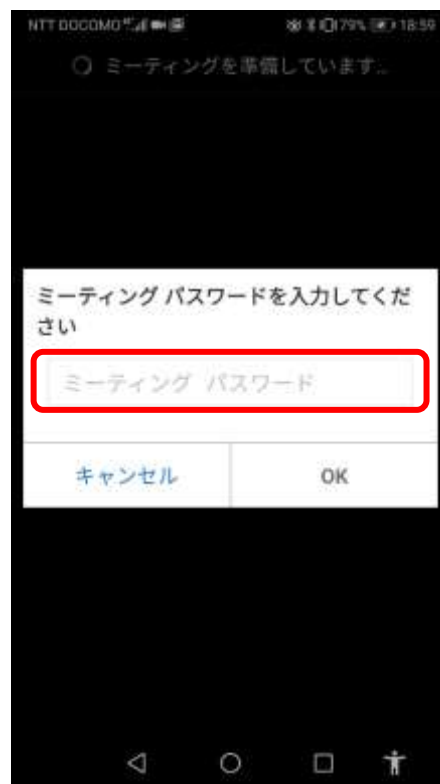 NTT DOCOMO 79% 18:59
ミーティングを準備しています...
ミーティング パスワードを入力してくだ
さい
ミーティング パスワード
キャンセル OK